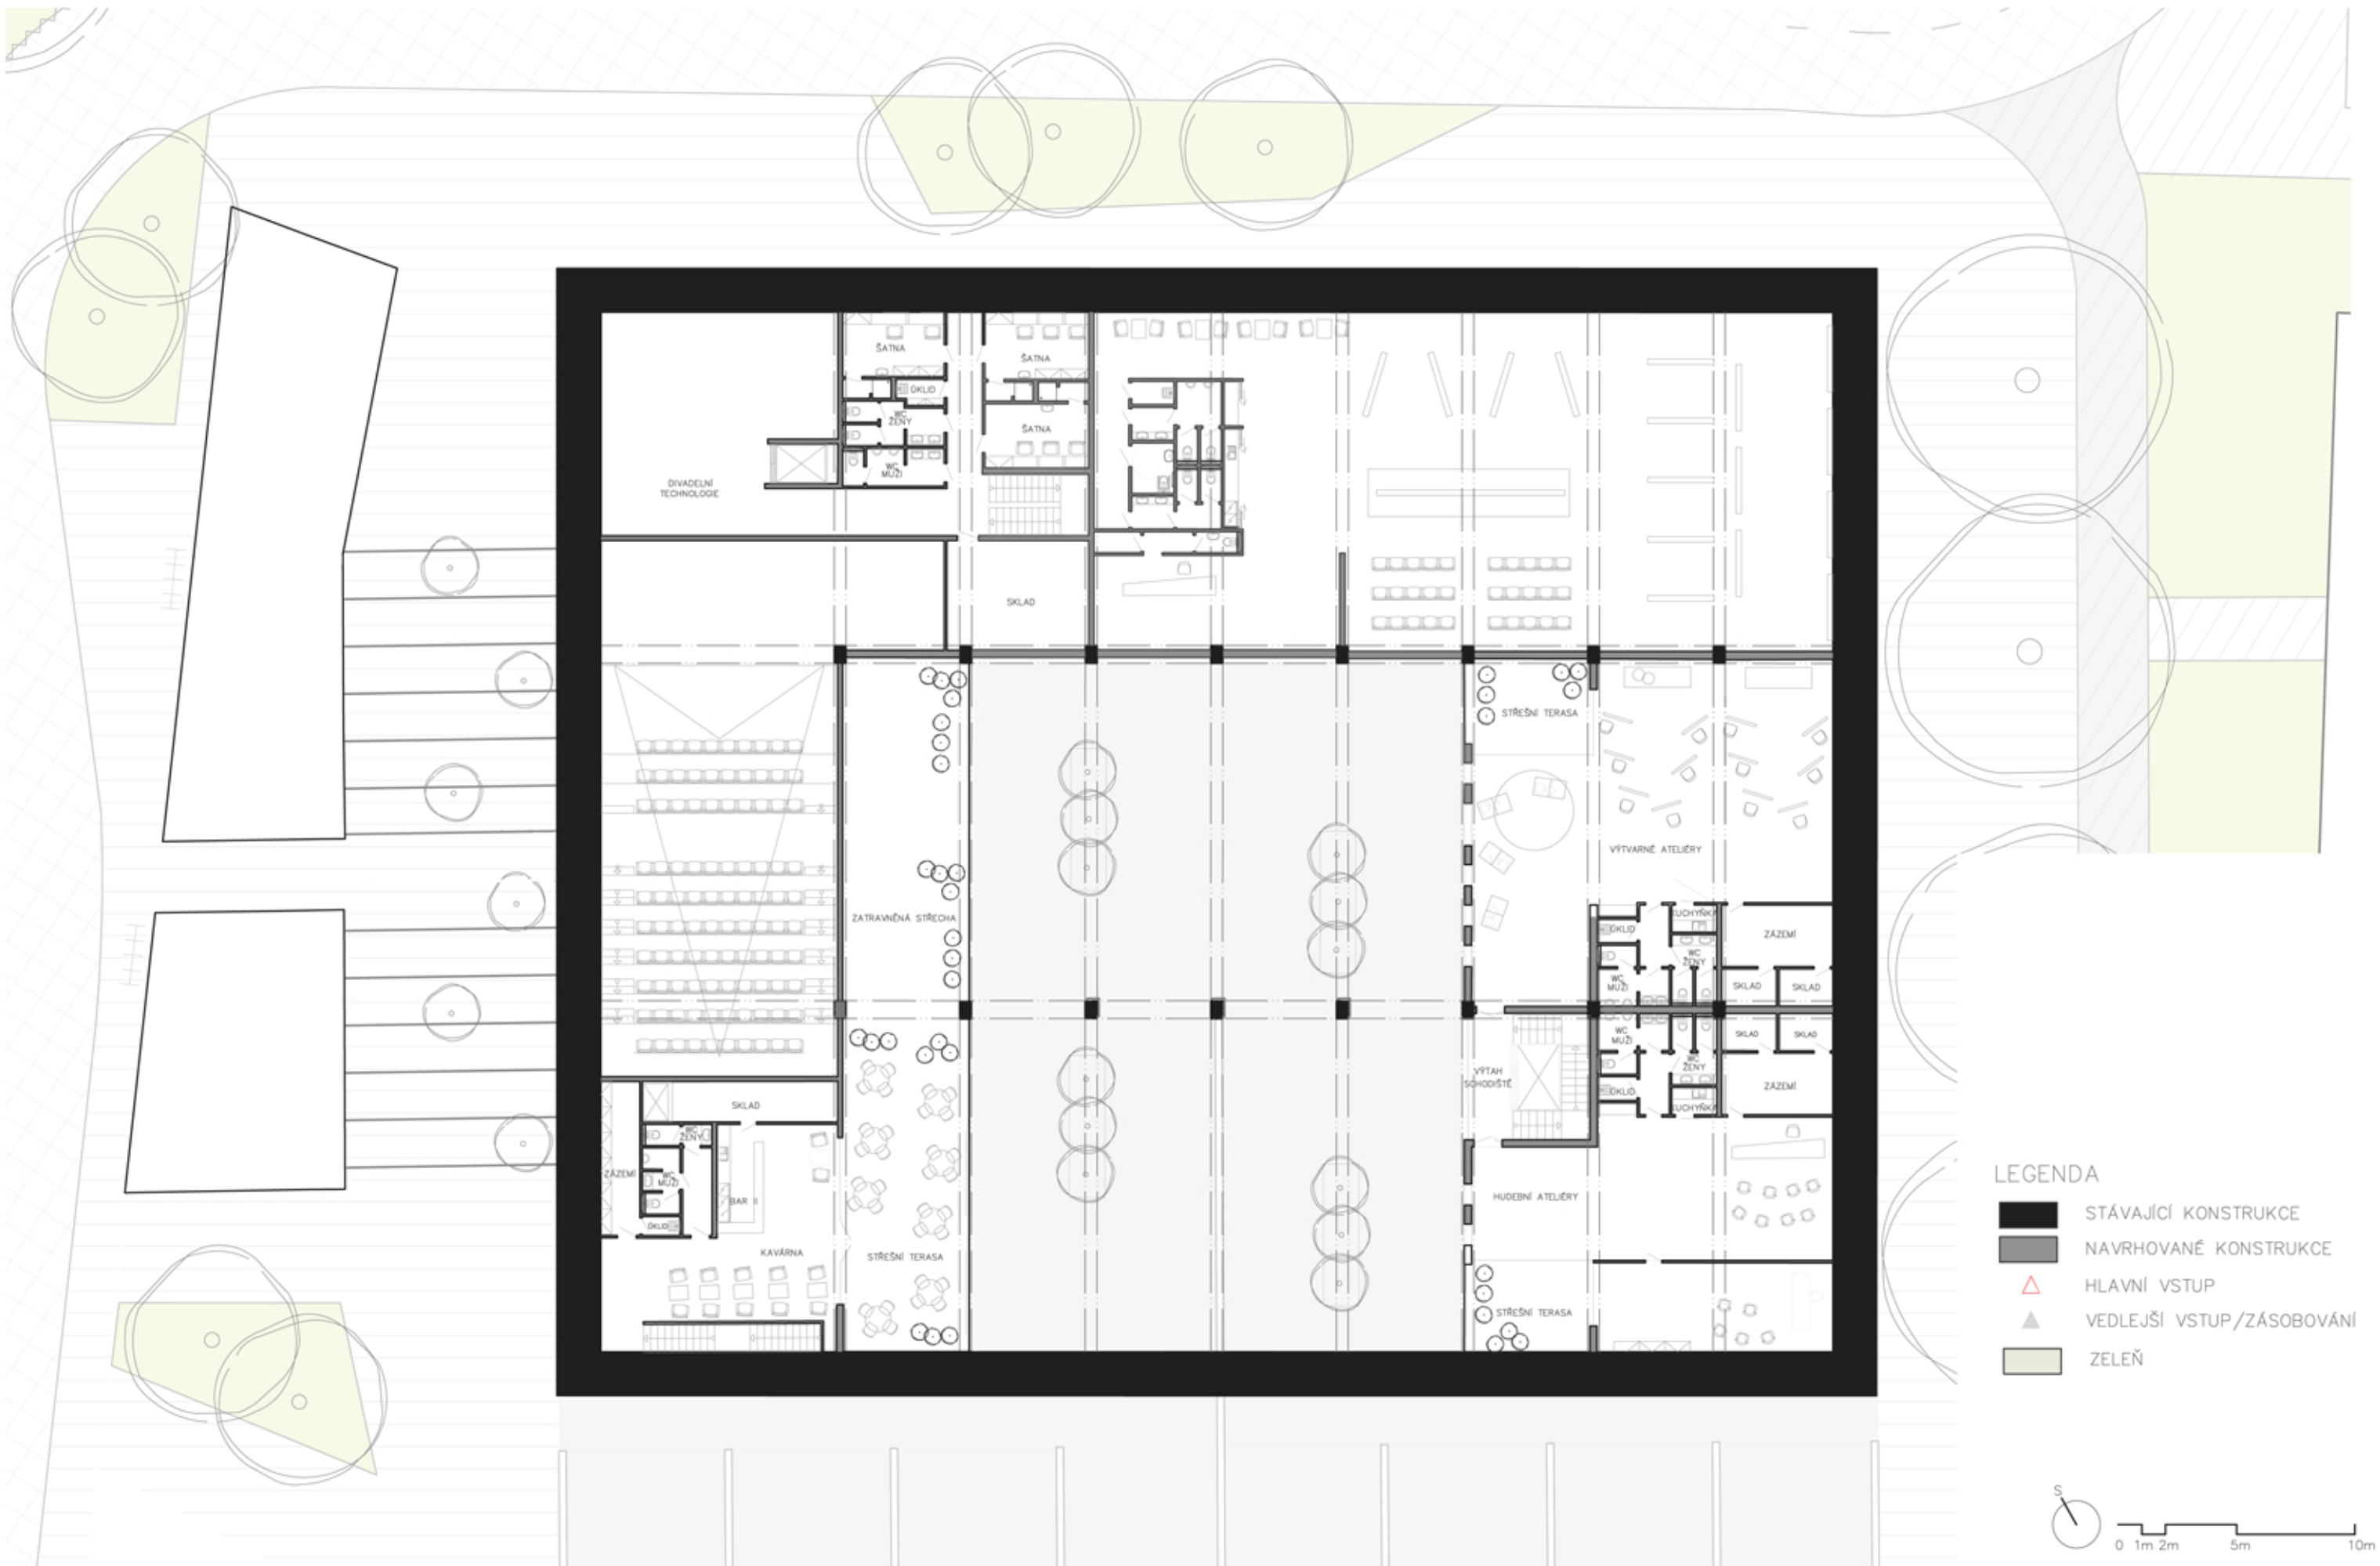 ŠATNA
ŠATNA
ÚKLID
WC
ŽENY
ŠATNA
WC
MUŽI
DIVADELNÍ
TECHNOLOGIE
SKLAD
STŘEŠNÍ TERASA
VÝTVARNÉ ATELIÉRY
ZATRAVNĚNÁ STŘECHA
KUCHYŇKA
ÚKLID
ZÁZEMÍ
WC
ŽENY
WC
MUŽI
SKLAD
SKLAD
WC
MUŽI
SKLAD
SKLAD
WC
ŽENY
VÝTAH
SCHODIŠTĚ
ZÁZEMÍ
ÚKLID
KUCHYŇKA
SKLAD
WC
ŽENY
ZÁZEMÍ
WC
MUŽI
BAR II
ÚKLID
HUDEBNÍ ATELIÉRY
KAVÁRNA
STŘEŠNÍ TERASA
STŘEŠNÍ TERASA
LEGENDA
STÁVAJÍCÍ KONSTRUKCE
NAVRHOVANÉ KONSTRUKCE
HLAVNÍ VSTUP
VEDLEJŠÍ VSTUP/ZÁSOBOVÁNÍ
ZELEŇ
S
0 1m 2m 5m 10m